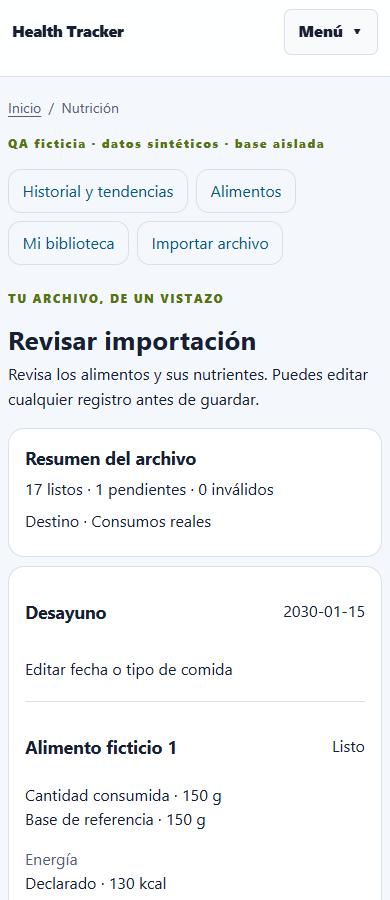 Health Tracker
Menú ▼
Inicio / Nutrición
QA ficticia · datos sintéticos · base aislada
Historial y tendencias
Alimentos
Mi biblioteca
Importar archivo
TU ARCHIVO, DE UN VISTAZO
Revisar importación
Revisa los alimentos y sus nutrientes. Puedes editar
cualquier registro antes de guardar.
Resumen del archivo
17 listos · 1 pendientes · 0 inválidos
Destino · Consumos reales
Desayuno
2030-01-15
Editar fecha o tipo de comida
Alimento ficticio 1
Listo
Cantidad consumida · 150 g
Base de referencia · 150 g
Energía
Declarado · 130 kcal